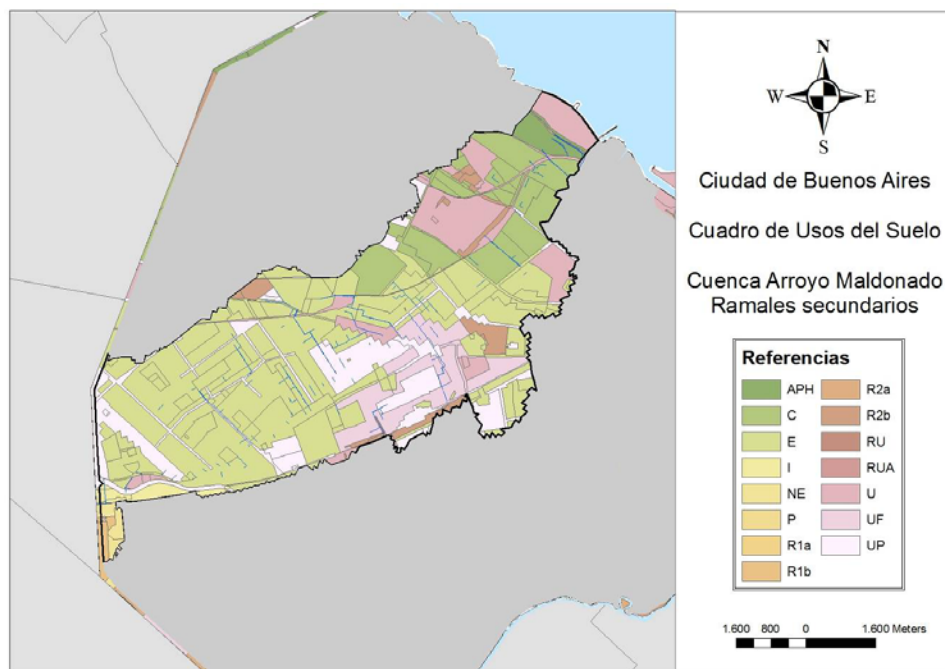 N
W E
S
Ciudad de Buenos Aires
Cuadro de Usos del Suelo
Cuenca Arroyo Maldonado
Ramales secundarios
Referencias
APH
C
E
I
NE
P
R1a
R1b
R2a
R2b
RU
RUA
U
UF
UP
1.600 800 0 1.600 Meters